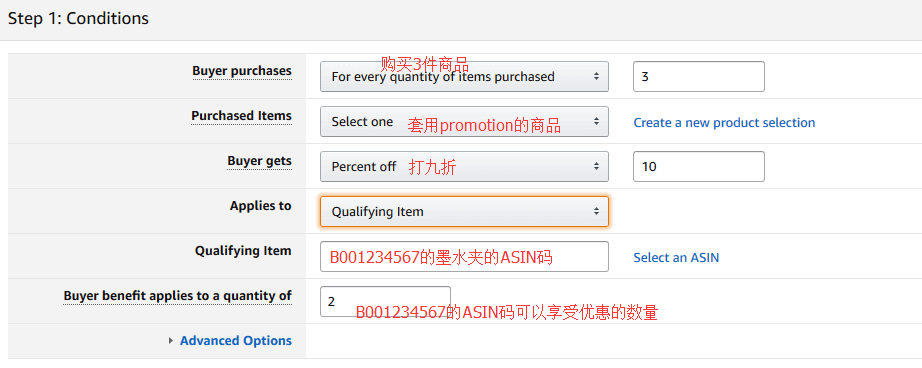 Step 1: Conditions
购买3件商品
Buyer purchases For every quantity of items purchased 3
Purchased Items Select one 套用promotion的商品 Create a new product selection
Buyer gets Percent off 打九折 10
Applies to Qualifying Item
Qualifying Item B001234567的墨水夹的ASIN码 Select an ASIN
Buyer benefit applies to a quantity of 2
B001234567的ASIN码可以享受优惠的数量
Advanced Options